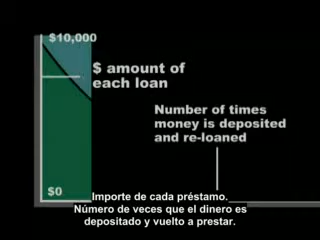 $10,000
$ amount of
each loan
Number of times
money is deposited
and re-loaned
$0
Importe de cada préstamo.
Número de veces que el dinero es
depositado y vuelto a prestar.